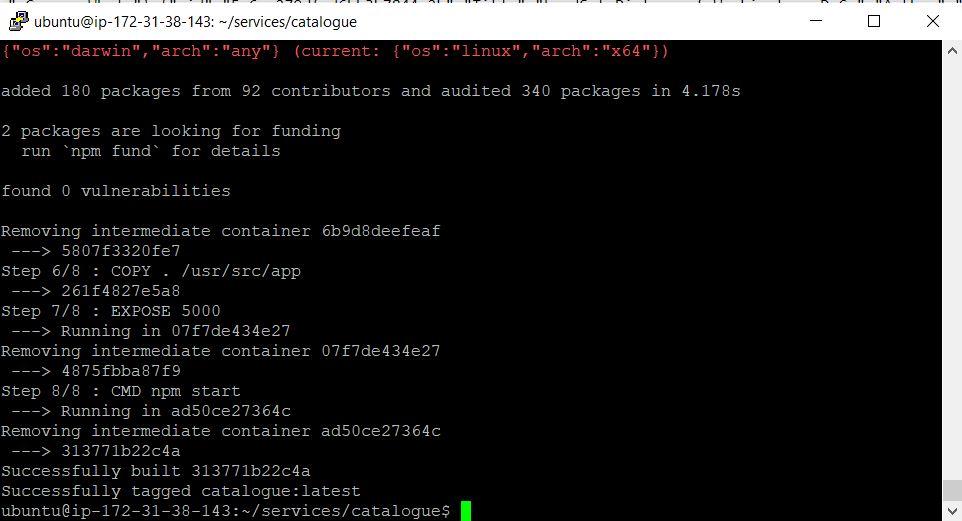 ubuntu@ip-172-31-38-143: ~/services/catalogue
{"os":"darwin","arch":"any"} (current: {"os":"linux","arch":"x64"})
added 180 packages from 92 contributors and audited 340 packages in 4.178s
2 packages are looking for funding
run `npm fund` for details
found 0 vulnerabilities
Removing intermediate container 6b9d8deefeaf
---> 5807f3320fe7
Step 6/8 : COPY . /usr/src/app
---> 261f4827e5a8
Step 7/8 : EXPOSE 5000
---> Running in 07f7de434e27
Removing intermediate container 07f7de434e27
---> 4875fbba87f9
Step 8/8 : CMD npm start
---> Running in ad50ce27364c
Removing intermediate container ad50ce27364c
---> 313771b22c4a
Successfully built 313771b22c4a
Successfully tagged catalogue:latest
ubuntu@ip-172-31-38-143:~/services/catalogue$